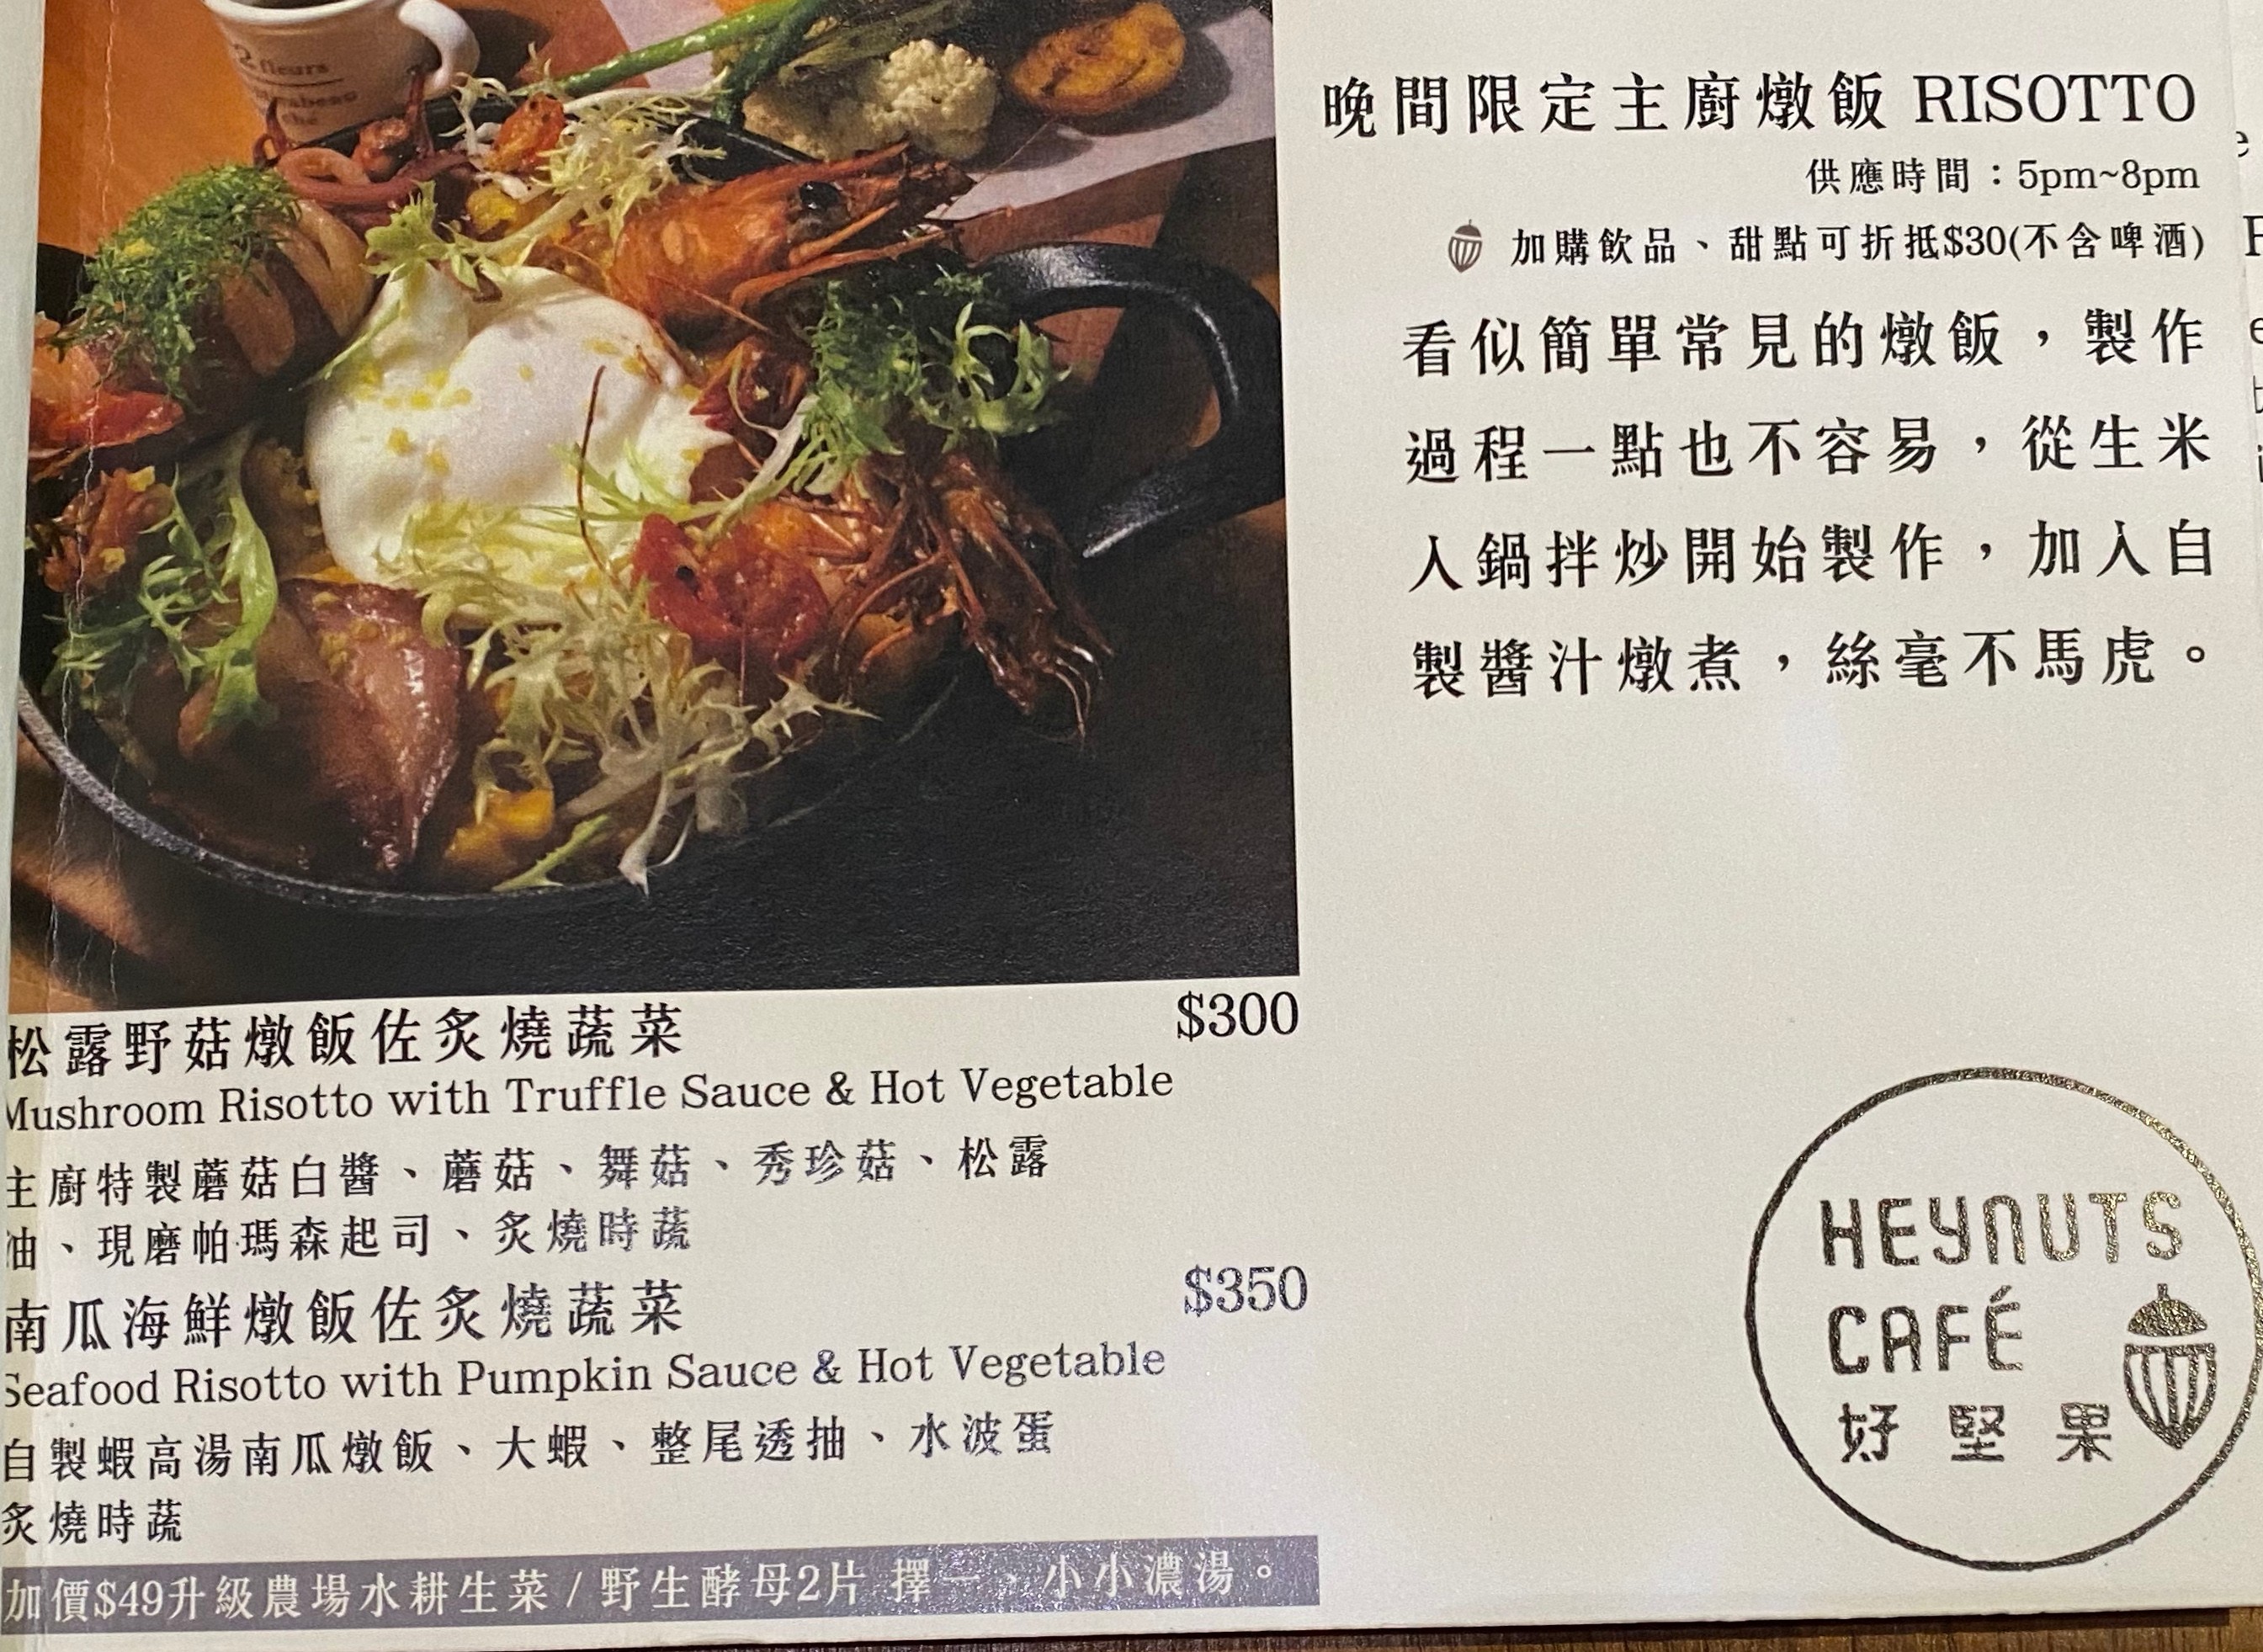 2 fleurs
晚間限定主廚燉飯 RISOTTO
供應時間：5pm~8pm
加購飲品、甜點可折抵$30(不含啤酒)
看似簡單常見的燉飯，製作
過程一點也不容易，從生米
入鍋拌炒開始製作，加入自
製醬汁燉煮，絲毫不馬虎。
松露野菇燉飯佐炙燒蔬菜 $300
Mushroom Risotto with Truffle Sauce & Hot Vegetable
主廚特製蘑菇白醬、蘑菇、舞菇、秀珍菇、松露
油、現磨帕瑪森起司、炙燒時蔬
南瓜海鮮燉飯佐炙燒蔬菜 $350
Seafood Risotto with Pumpkin Sauce & Hot Vegetable
自製蝦高湯南瓜燉飯、大蝦、整尾透抽、水波蛋
炙燒時蔬
加價$49升級農場水耕生菜 / 野生酵母2片 擇一、小小濃湯。
HEYNUTS
CAFÉ
好堅果